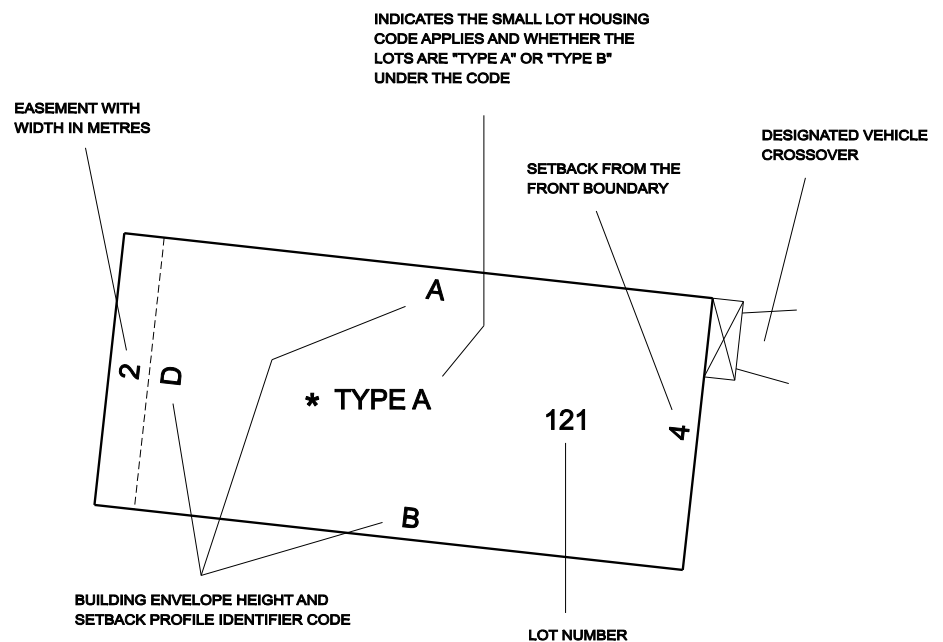 INDICATES THE SMALL LOT HOUSING
CODE APPLIES AND WHETHER THE
LOTS ARE "TYPE A" OR "TYPE B"
UNDER THE CODE
EASEMENT WITH
WIDTH IN METRES
DESIGNATED VEHICLE
CROSSOVER
SETBACK FROM THE
FRONT BOUNDARY
A
2
D
* TYPE A
121
4
B
BUILDING ENVELOPE HEIGHT AND
SETBACK PROFILE IDENTIFIER CODE
LOT NUMBER